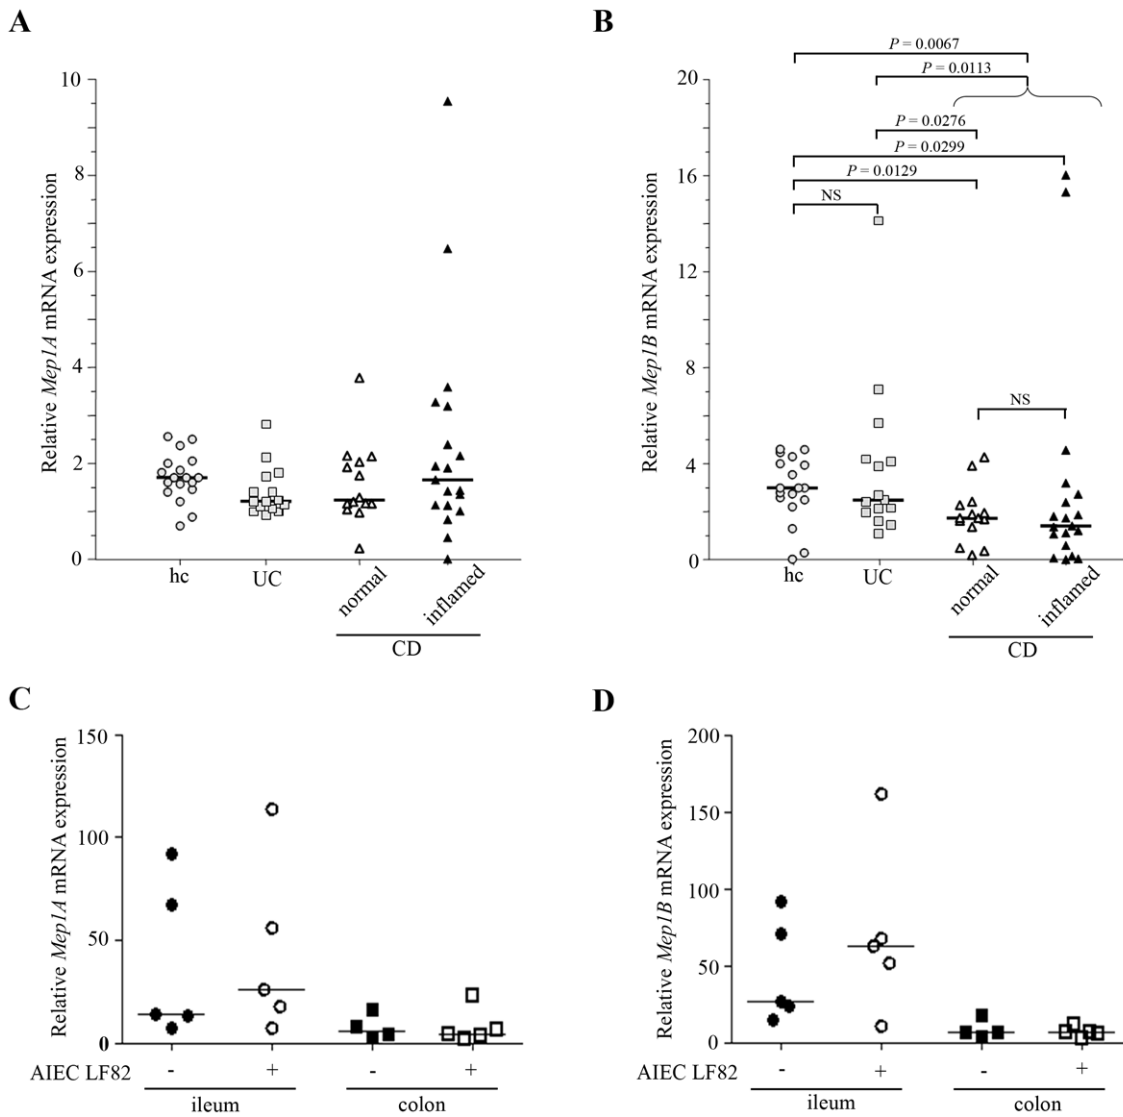 A
Relative Mep1A mRNA expression
10
8
6
4
2
0
hc
UC
normal
inflamed
CD
B
Relative Mep1B mRNA expression
20
16
12
8
4
0
P = 0.0067
P = 0.0113
P = 0.0276
P = 0.0299
P = 0.0129
NS
NS
hc
UC
normal
inflamed
CD
C
Relative Mep1A mRNA expression
150
100
50
0
AIEC LF82 - + - +
ileum colon
D
Relative Mep1B mRNA expression
200
150
100
50
0
AIEC LF82 - + - +
ileum colon